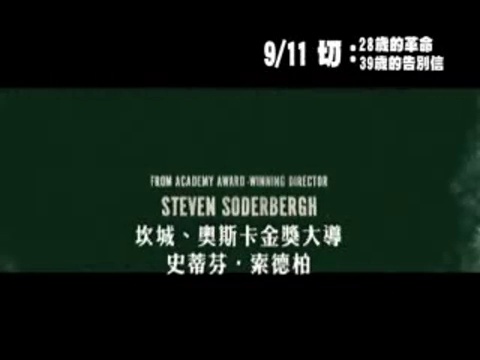 9/11 切:28歲的革命
39歲的告別信
FROM ACADEMY AWARD-WINNING DIRECTOR
STEVEN SODERBERGH
坎城、奧斯卡金獎大導
史蒂芬·索德柏